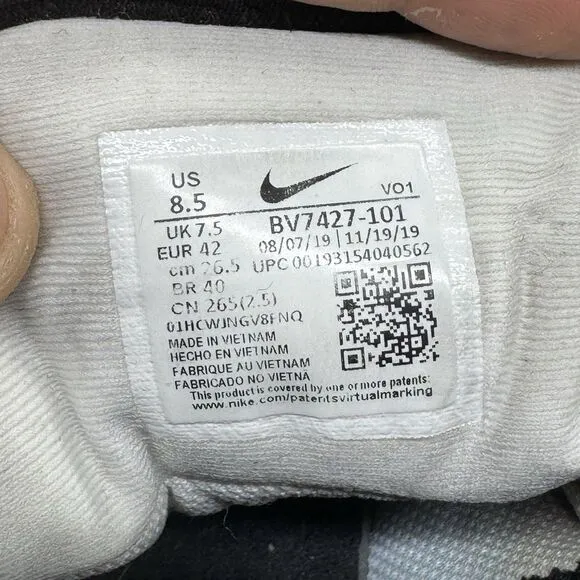 US
8.5
VO1
UK 7.5
BV7427-101
EUR 42
08/07/19 | 11/19/19
cm 26.5
UPC 00193154040562
BR 40
CN 265(2.5)
01HCWJNGV8FNQ
MADE IN VIETNAM
HECHO EN VIETNAM
FABRIQUE AU VIETNAM
FABRICADO NO VIETNÃ
This product is covered by one or more patents:
www.nike.com/patentsvirtualmarking